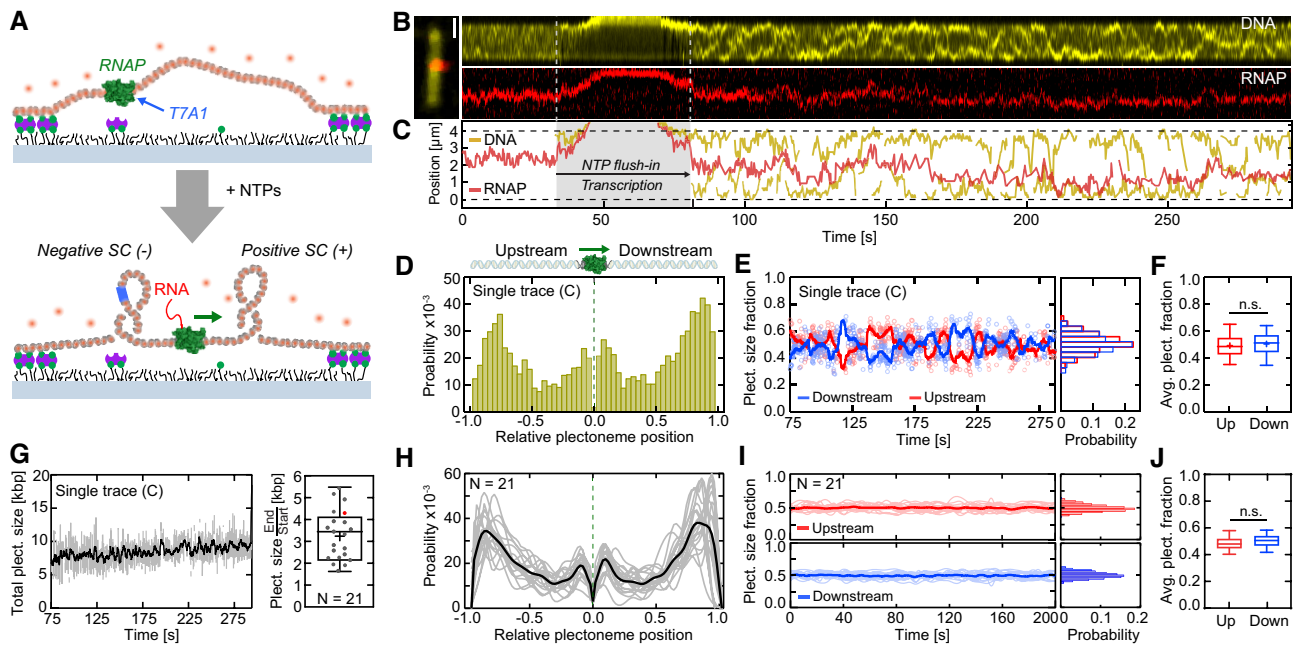 A
RNAP
T7A1
+ NTPs
Negative SC (-)
Positive SC (+)
RNA
B
DNA
RNAP
C
Position [μm]
4
3
2
1
0
DNA
RNAP
NTP flush-in
Transcription
0
50
100
150
200
250
Time [s]
D
Upstream
Downstream
Single trace (C)
Proability x10-3
50
40
30
20
10
0
-1.0
-0.5
0.0
0.5
1.0
Relative plectoneme position
E
Single trace (C)
Plect. size fraction
1.0
0.8
0.6
0.4
0.2
0.0
Downstream
Upstream
75
125
175
225
275
Time [s]
0
0.1
0.2
Probability
F
n.s.
Avg. plect. fraction
1.0
0.8
0.6
0.4
0.2
0.0
Up
Down
G
Single trace (C)
Total plect. size [kbp]
20
15
10
5
0
75
125
175
225
275
Time [s]
Plect. size End/Start [kbp]
6
5
4
3
2
1
0
N = 21
H
N = 21
Proability x10-3
60
40
20
0
-1.0
-0.5
0.0
0.5
1.0
Relative plectoneme position
I
N = 21
Plect. size fraction
1.0
0.5
0.0
Upstream
1.0
0.5
0.0
Downstream
0
40
80
120
160
200
Time [s]
0
0.1
0.2
Probability
J
n.s.
Avg. plect. fraction
1.0
0.8
0.6
0.4
0.2
0.0
Up
Down